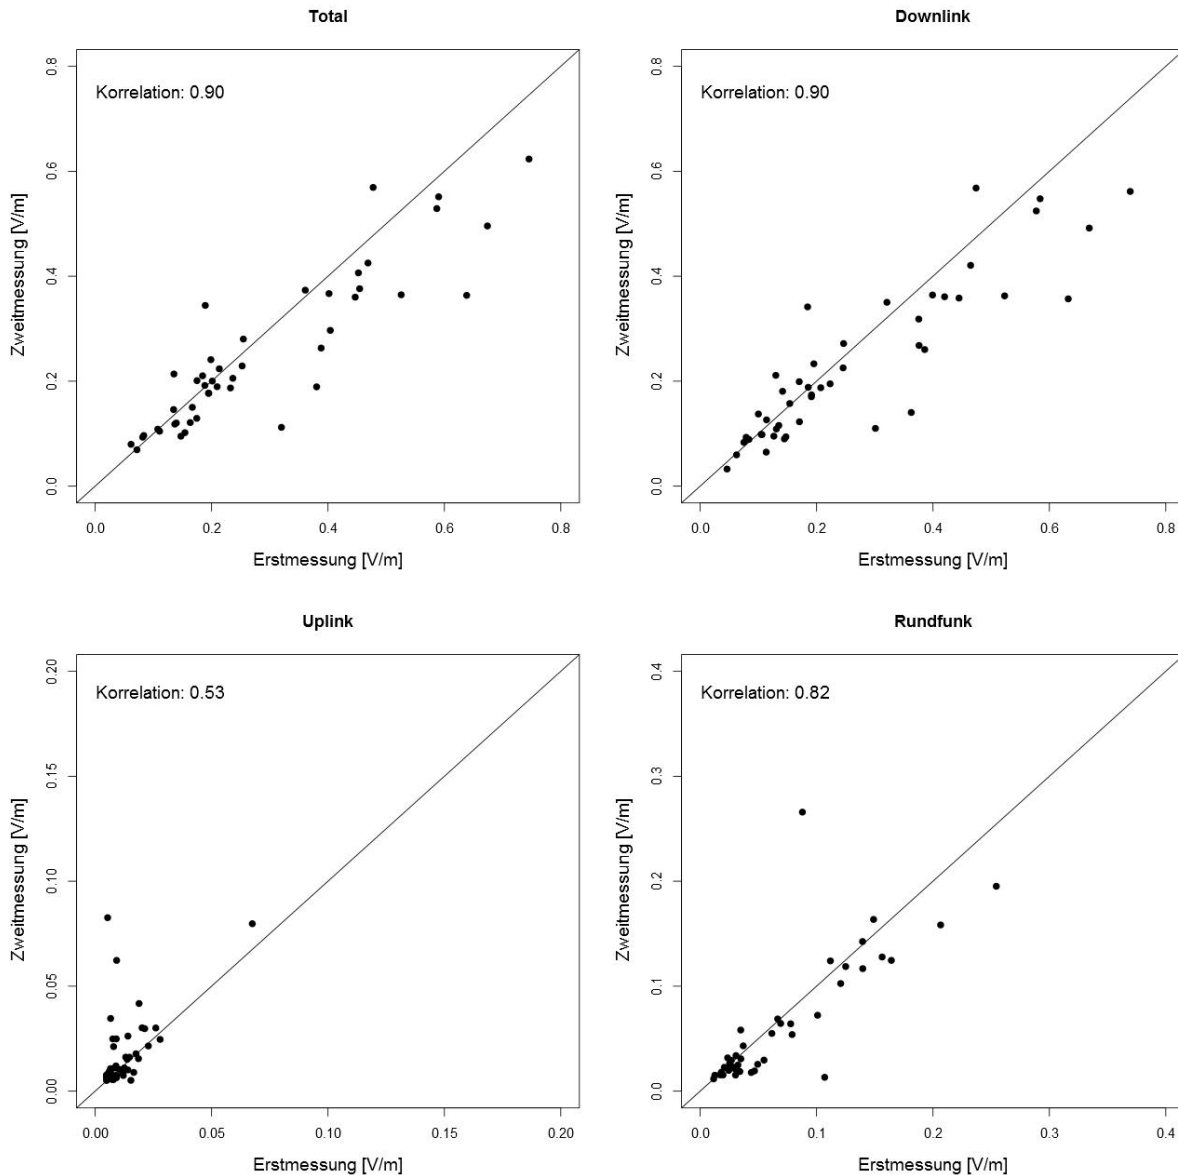 Total
Korrelation: 0.90
0.8
0.6
0.4
0.2
0.0
Zweitmessung [V/m]
0.0 0.2 0.4 0.6 0.8
Erstmessung [V/m]
Downlink
Korrelation: 0.90
0.8
0.6
0.4
0.2
0.0
Zweitmessung [V/m]
0.0 0.2 0.4 0.6 0.8
Erstmessung [V/m]
Uplink
Korrelation: 0.53
0.20
0.15
0.10
0.05
0.00
Zweitmessung [V/m]
0.00 0.05 0.10 0.15 0.20
Erstmessung [V/m]
Rundfunk
Korrelation: 0.82
0.4
0.3
0.2
0.1
0.0
Zweitmessung [V/m]
0.0 0.1 0.2 0.3 0.4
Erstmessung [V/m]